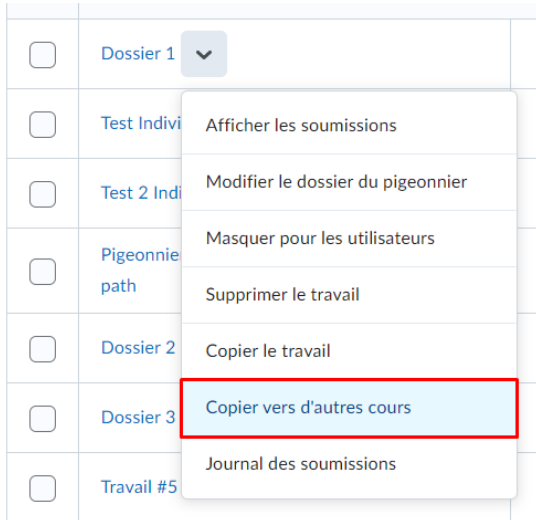 Dossier 1
Test Indivi
Test 2 Indi
Pigeonnie
path
Dossier 2
Dossier 3
Travail #5
Afficher les soumissions
Modifier le dossier du pigeonnier
Masquer pour les utilisateurs
Supprimer le travail
Copier le travail
Copier vers d'autres cours
Journal des soumissions